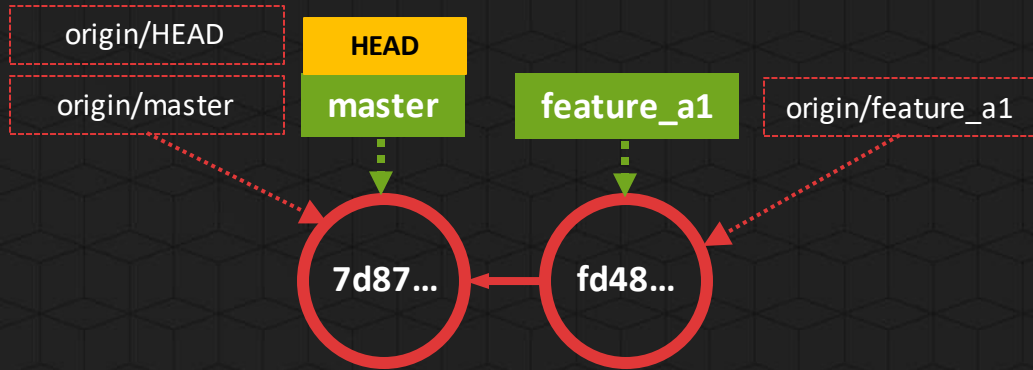 origin/HEAD
HEAD
origin/master
master
feature_a1
origin/feature_a1
7d87...
fd48...